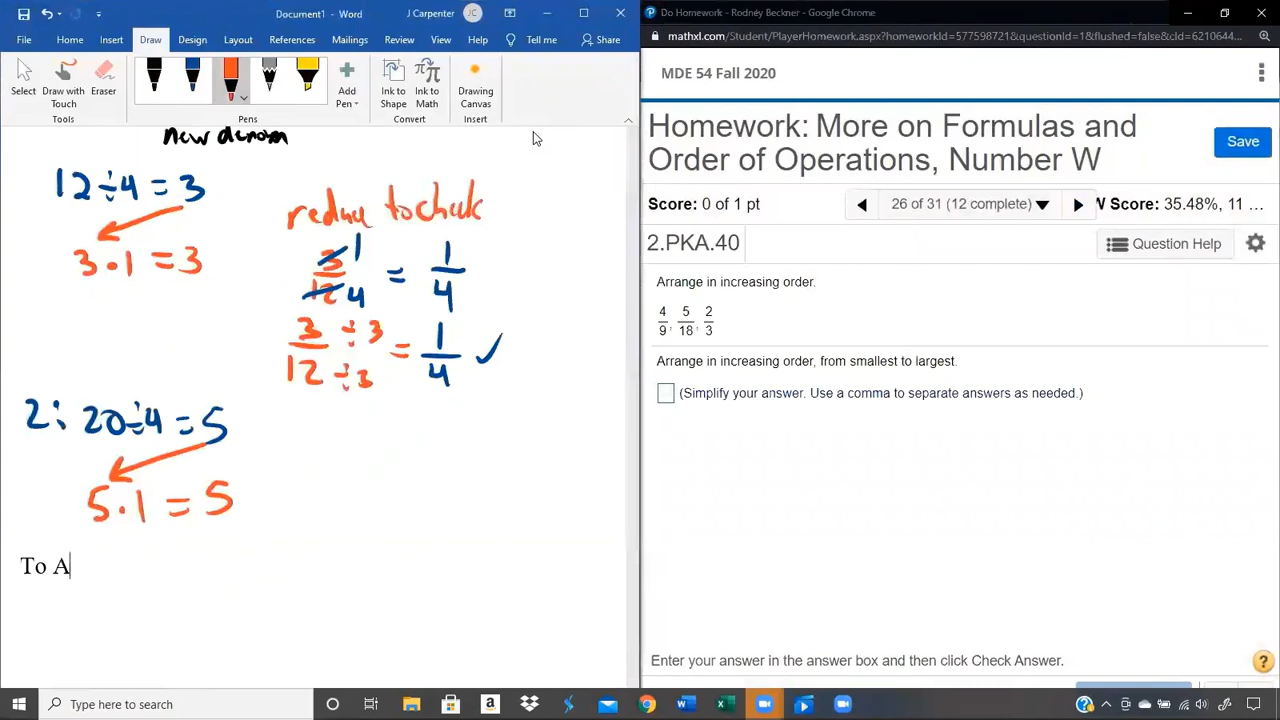 Document1 - Word
J Carpenter
JC
File
Home
Insert
Draw
Design
Layout
References
Mailings
Review
View
Help
Tell me
Share
Select
Draw with Touch
Eraser
Add Pen
Ink to Shape
Ink to Math
Drawing Canvas
Tools
Pens
Convert
Insert
new denom
12÷4=3
3·1=3
reduce to check
3 1
12 4
= 1/4
3 ÷3
12 ÷3
= 1/4 ✓
2: 20÷4=5
5·1=5
To A
Type here to search
Do Homework - Rodney Beckner - Google Chrome
mathxl.com/Student/PlayerHomework.aspx?homeworkId=577598721&questionId=18&flushed=false&cId=6210644...
MDE 54 Fall 2020
Homework: More on Formulas and
Order of Operations, Number W
Save
Score: 0 of 1 pt
26 of 31 (12 complete)
W Score: 35.48%, 11 ...
2.PKA.40
Question Help
Arrange in increasing order.
4/9, 5/18, 2/3
Arrange in increasing order, from smallest to largest.
(Simplify your answer. Use a comma to separate answers as needed.)
Enter your answer in the answer box and then click Check Answer.
?